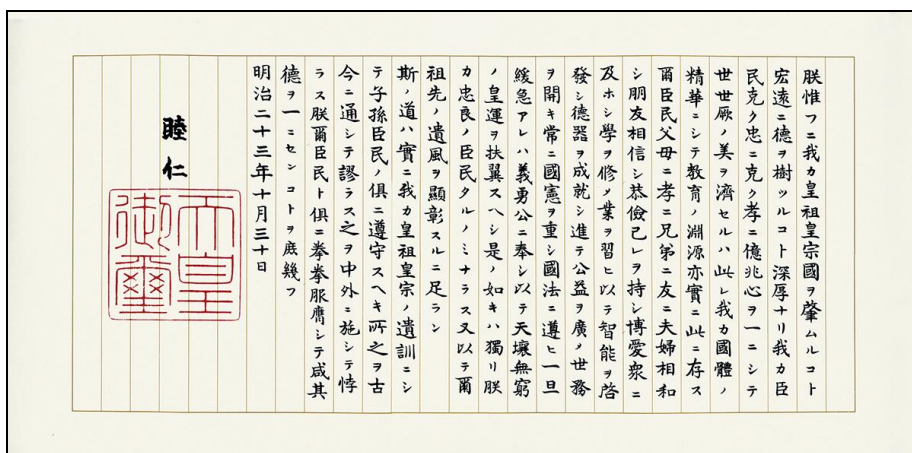 朕惟フニ我カ皇祖皇宗國ヲ肇ムルコト
宏遠ニ德ヲ樹ツルコト深厚ナリ我カ臣
民克ク忠ニ克ク孝ニ億兆心ヲ一ニシテ
世世厥ノ美ヲ濟セルハ此レ我カ國體ノ
精華ニシテ教育ノ淵源亦實ニ此ニ存ス
爾臣民父母ニ孝ニ兄弟ニ友ニ夫婦相和
シ朋友相信シ恭儉己レヲ持シ博愛衆ニ
及ホシ學ヲ修メ業ヲ習ヒ以テ智能ヲ啓
發シ德器ヲ成就シ進テ公益ヲ廣メ世務
ヲ開キ常ニ國憲ヲ重シ國法ニ遵ヒ一旦
緩急アレハ義勇公ニ奉シ以テ天壤無窮
ノ皇運ヲ扶翼スヘシ是ノ如キハ獨リ朕
カ忠良ノ臣民タルノミナラス又以テ爾
祖先ノ遺風ヲ顯彰スルニ足ラン
斯ノ道ハ實ニ我カ皇祖皇宗ノ遺訓ニシ
テ子孫臣民ノ俱ニ遵守スヘキ所之ヲ古
今ニ通シテ謬ラス之ヲ中外ニ施シテ悖
ラス朕爾臣民ト俱ニ拳拳服膺シテ咸其
德ヲ一ニセンコトヲ庶幾フ
明治二十三年十月三十日
睦仁
天皇
御璽